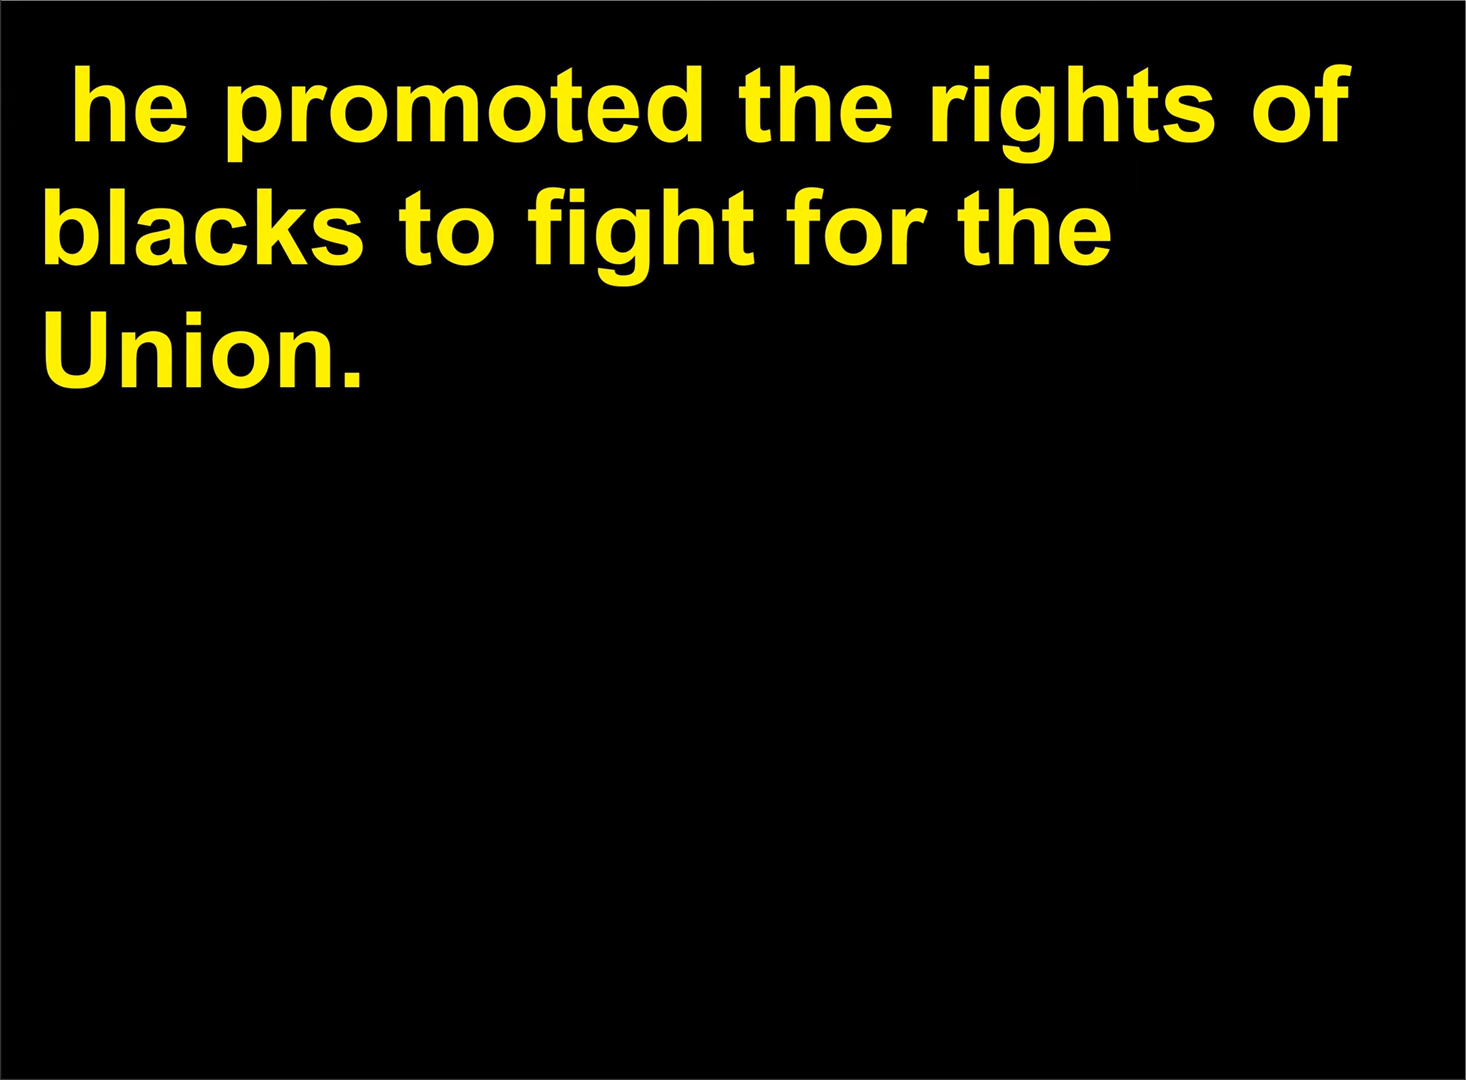 he promoted the rights of
blacks to fight for the
Union.